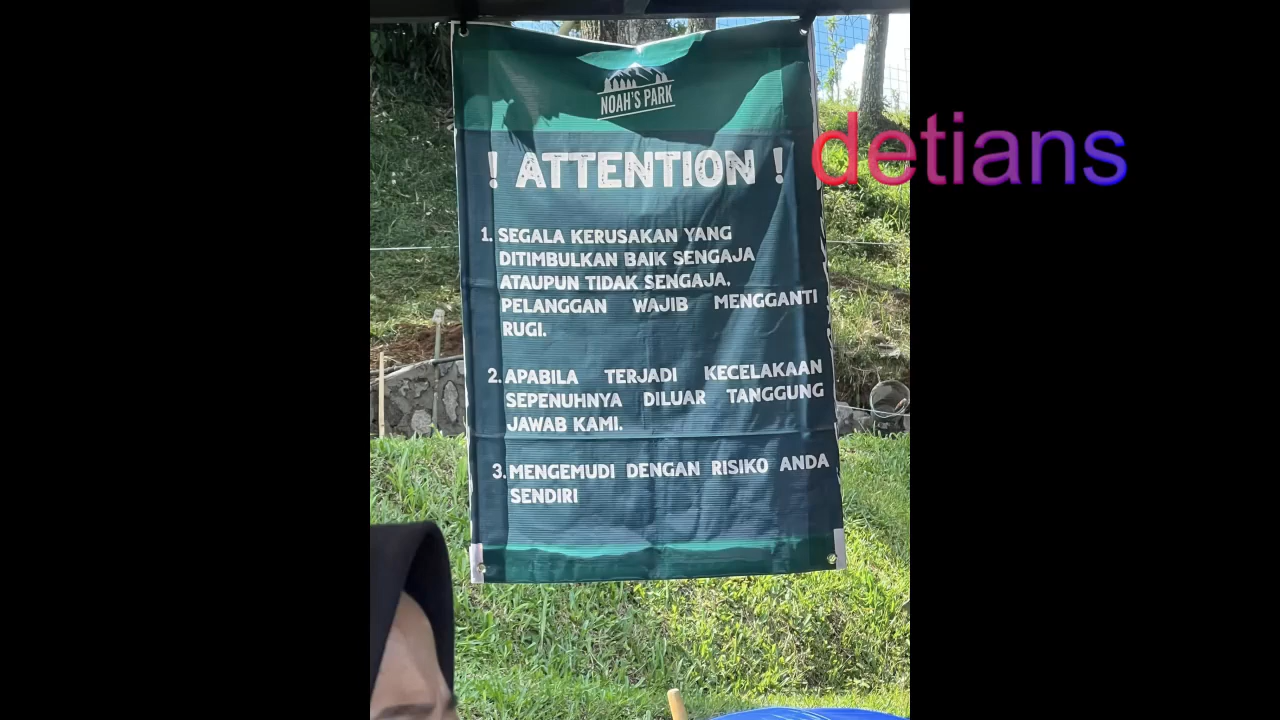 NOAH'S PARK
! ATTENTION !
detians
1. SEGALA KERUSAKAN YANG
DITIMBULKAN BAIK SENGAJA
ATAUPUN TIDAK SENGAJA,
PELANGGAN WAJIB MENGGANTI
RUGI.
2. APABILA TERJADI KECELAKAAN
SEPENUHNYA DILUAR TANGGUNG
JAWAB KAMI.
3. MENGEMUDI DENGAN RISIKO ANDA
SENDIRI